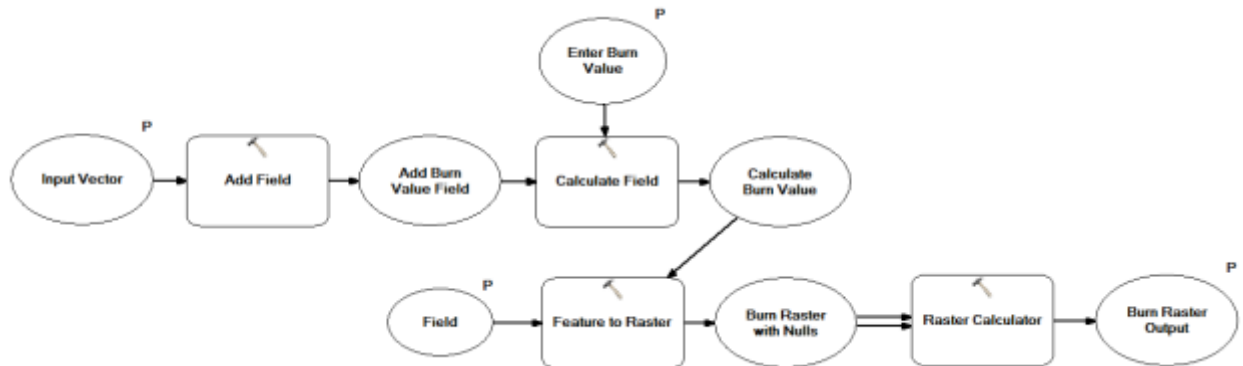 P
Enter Burn
Value
P
Input Vector
Add Field
Add Burn
Value Field
Calculate Field
Calculate
Burn Value
P
Field
Feature to Raster
Burn Raster
with Nulls
Raster Calculator
P
Burn Raster
Output